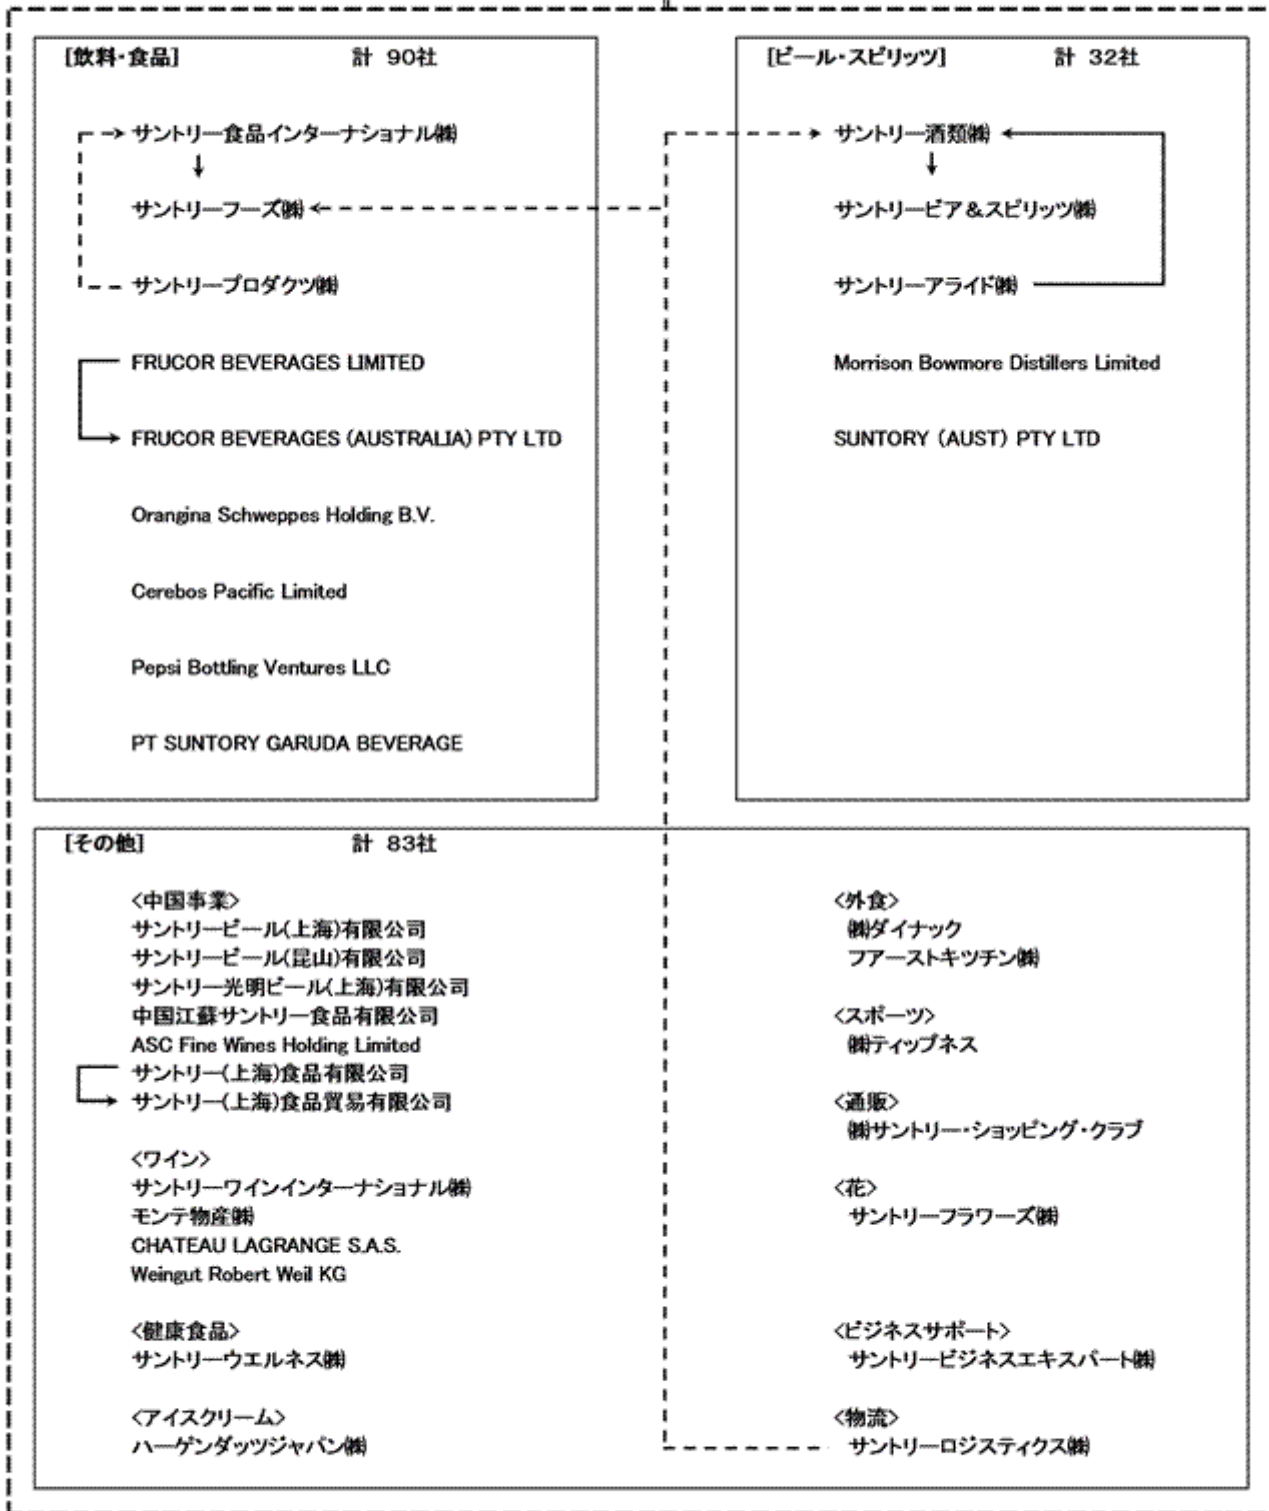 [飲料・食品] 計 90社
サントリー食品インターナショナル㈱
サントリーフーズ㈱
サントリープロダクツ㈱
FRUCOR BEVERAGES LIMITED
FRUCOR BEVERAGES (AUSTRALIA) PTY LTD
Orangina Schweppes Holding B.V.
Cerebos Pacific Limited
Pepsi Bottling Ventures LLC
PT SUNTORY GARUDA BEVERAGE
[ビール・スピリッツ] 計 32社
サントリー酒類㈱
サントリービア&スピリッツ㈱
サントリーアライド㈱
Morrison Bowmore Distillers Limited
SUNTORY (AUST) PTY LTD
[その他] 計 83社
<中国事業>
サントリービール(上海)有限公司
サントリービール(昆山)有限公司
サントリー光明ビール(上海)有限公司
中国江蘇サントリー食品有限公司
ASC Fine Wines Holding Limited
サントリー(上海)食品有限公司
サントリー(上海)食品貿易有限公司
<ワイン>
サントリーワインインターナショナル㈱
モンテ物産㈱
CHATEAU LAGRANGE S.A.S.
Weingut Robert Weil KG
<健康食品>
サントリーウエルネス㈱
<アイスクリーム>
ハーゲンダッツジャパン㈱
<外食>
㈱ダイナック
フアーストキツチン㈱
<スポーツ>
㈱ティップネス
<通販>
㈱サントリー・ショッピング・クラブ
<花>
サントリーフラワーズ㈱
<ビジネスサポート>
サントリービジネスエキスパート㈱
<物流>
サントリーロジスティクス㈱